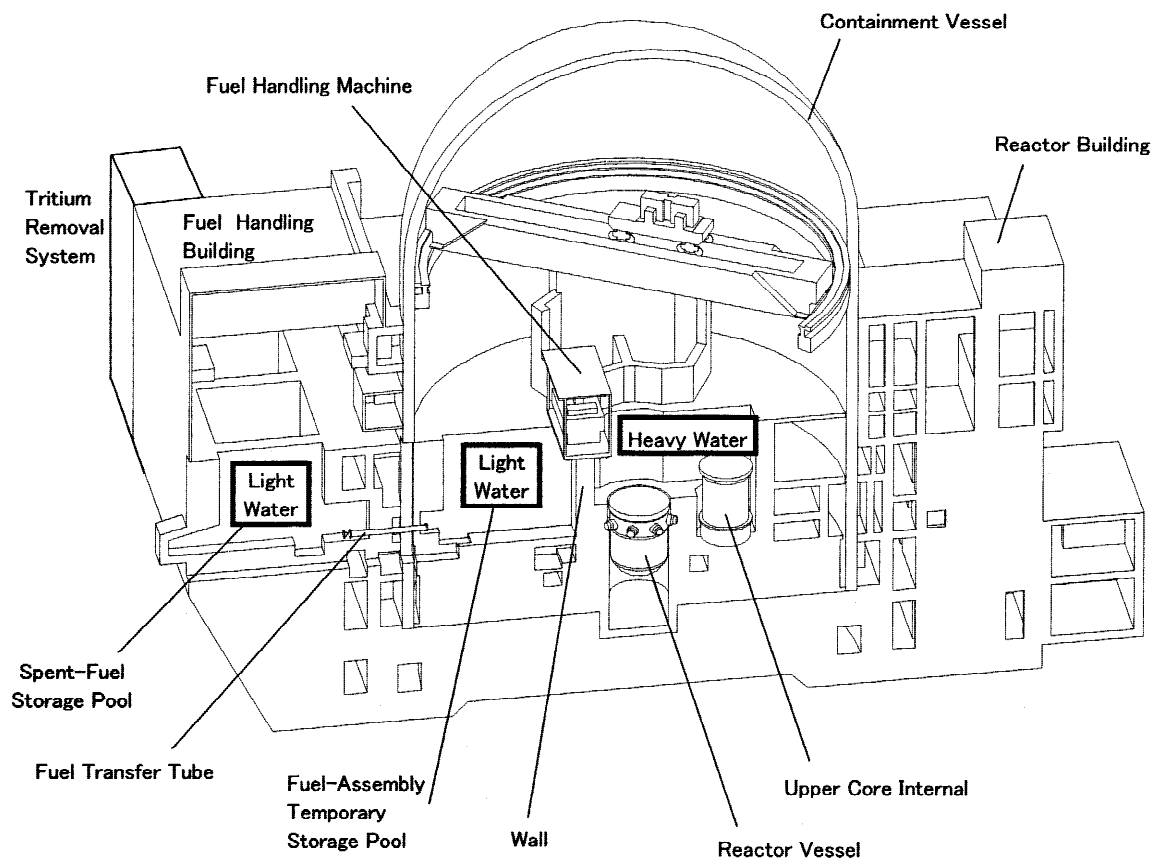 Containment Vessel
Fuel Handling Machine
Reactor Building
Tritium
Removal
System
Fuel Handling
Building
Heavy Water
Light
Water
Light
Water
Spent-Fuel
Storage Pool
Fuel Transfer Tube
Fuel-Assembly
Temporary
Storage Pool
Wall
Upper Core Internal
Reactor Vessel